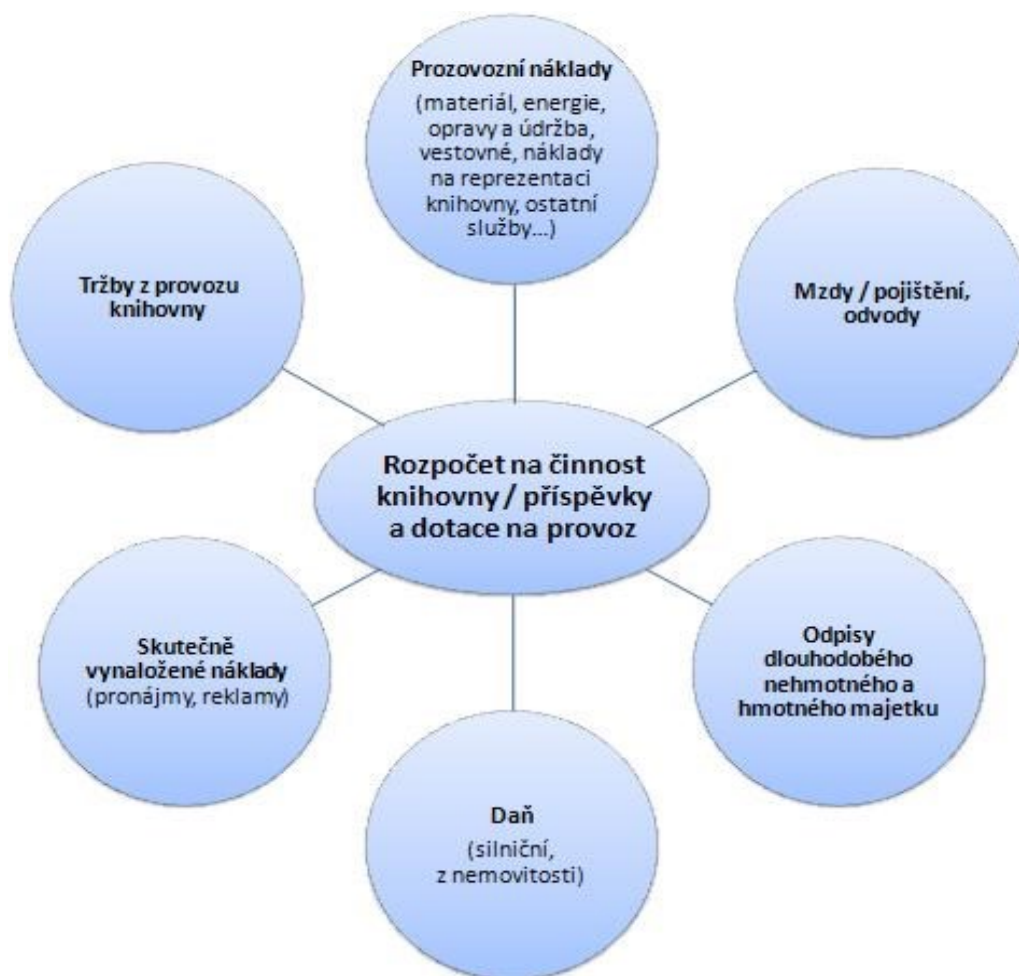 Prozovozní náklady
(materiál, energie,
opravy a údržba,
vestovné, náklady
na reprezentaci
knihovny, ostatní
služby...)
Tržby z provozu
knihovny
Mzdy / pojištění,
odvody
Rozpočet na činnost
knihovny / příspěvky
a dotace na provoz
Skutečně
vynaložené náklady
(pronájmy, reklamy)
Odpisy
dlouhodobého
nehmotného a
hmotného majetku
Daň
(silniční,
z nemovitosti)